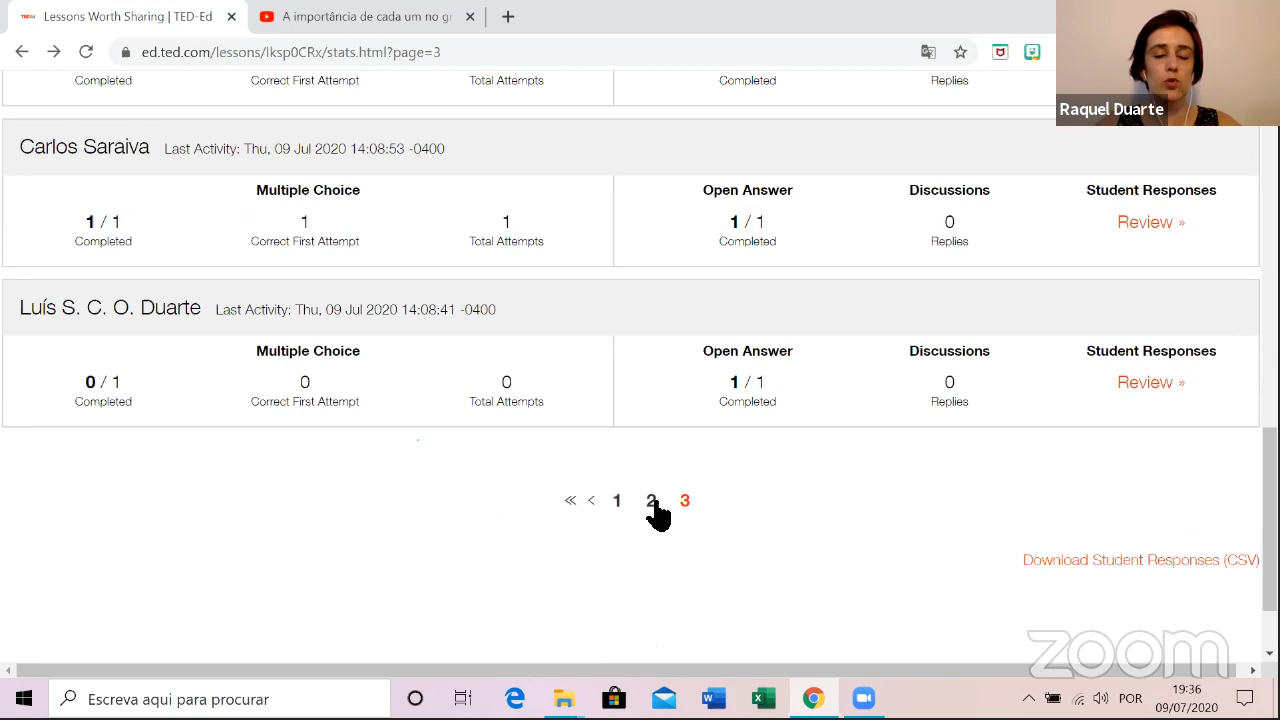 TED Ed Lessons Worth Sharing | TED-Ed
A importância de cada um no gr
ed.ted.com/lessons/lksp0CRx/stats.html?page=3
Raquel Duarte
Completed Correct First Attempt Total Attempts Completed Replies
Carlos Saraiva Last Activity: Thu, 09 Jul 2020 14:08:53 -0400
Multiple Choice Open Answer Discussions Student Responses
1 / 1 1 1 1 / 1 0 Review »
Completed Correct First Attempt Total Attempts Completed Replies
Luís S. C. O. Duarte Last Activity: Thu, 09 Jul 2020 14:08:41 -0400
Multiple Choice Open Answer Discussions Student Responses
0 / 1 0 0 1 / 1 0 Review »
Completed Correct First Attempt Total Attempts Completed Replies
« < 1 2 3
Download Student Responses (CSV)
zoom
Escreva aqui para procurar
POR
19:36
09/07/2020